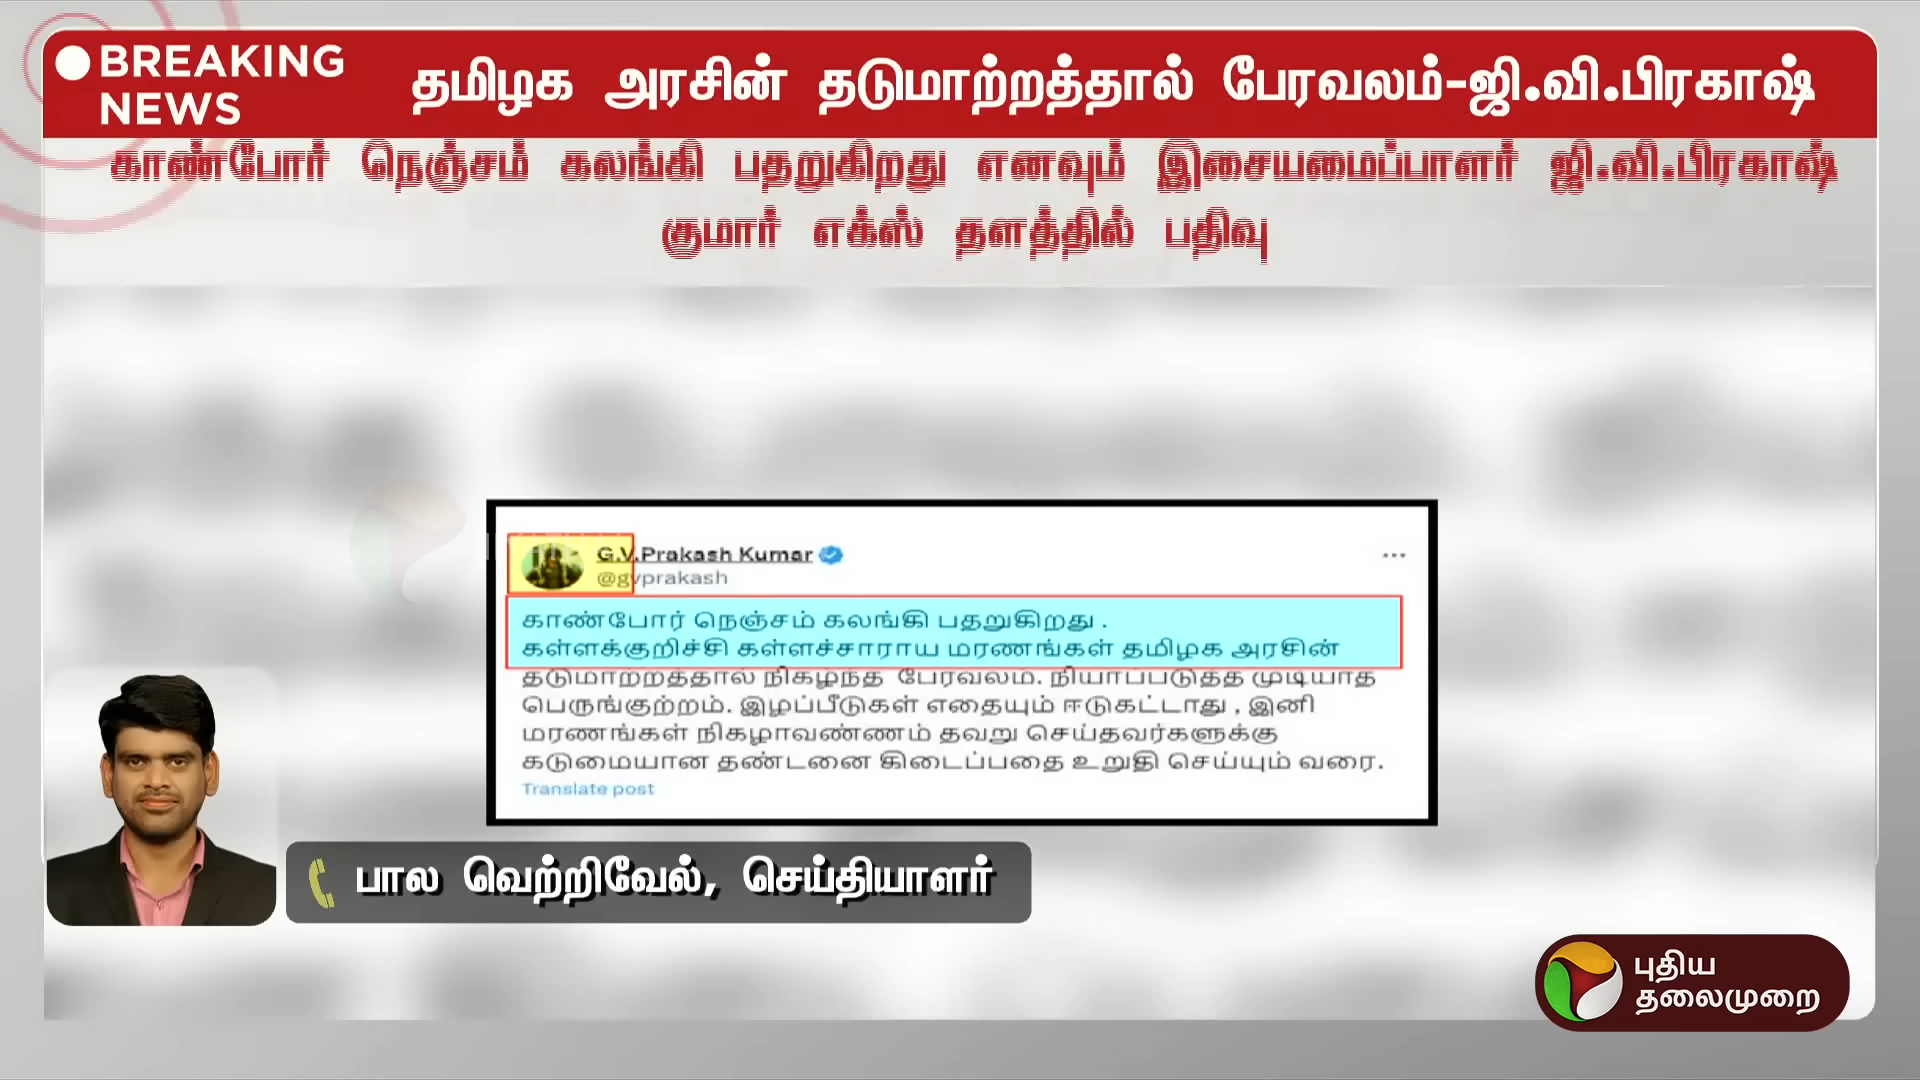 BREAKING
NEWS
தமிழக அரசின் தடுமாற்றத்தால் பேரவலம்-ஜி.வி.பிரகாஷ்
காண்போர் நெஞ்சம் கலங்கி பதறுகிறது எனவும் இசையமைப்பாளர் ஜி.வி.பிரகாஷ்
குமார் எக்ஸ் தளத்தில் பதிவு
G.V.Prakash Kumar
@gvprakash
காண்போர் நெஞ்சம் கலங்கி பதறுகிறது .
கள்ளக்குறிச்சி கள்ளச்சாராய மரணங்கள் தமிழக அரசின்
தடுமாற்றத்தால் நிகழ்ந்த பேரவலம். நியாப்படுத்த முடியாத
பெருங்குற்றம். இழப்பீடுகள் எதையும் ஈடுகட்டாது , இனி
மரணங்கள் நிகழாவண்ணம் தவறு செய்தவர்களுக்கு
கடுமையான தண்டனை கிடைப்பதை உறுதி செய்யும் வரை.
Translate post
பால வெற்றிவேல், செய்தியாளர்
புதிய
தலைமுறை